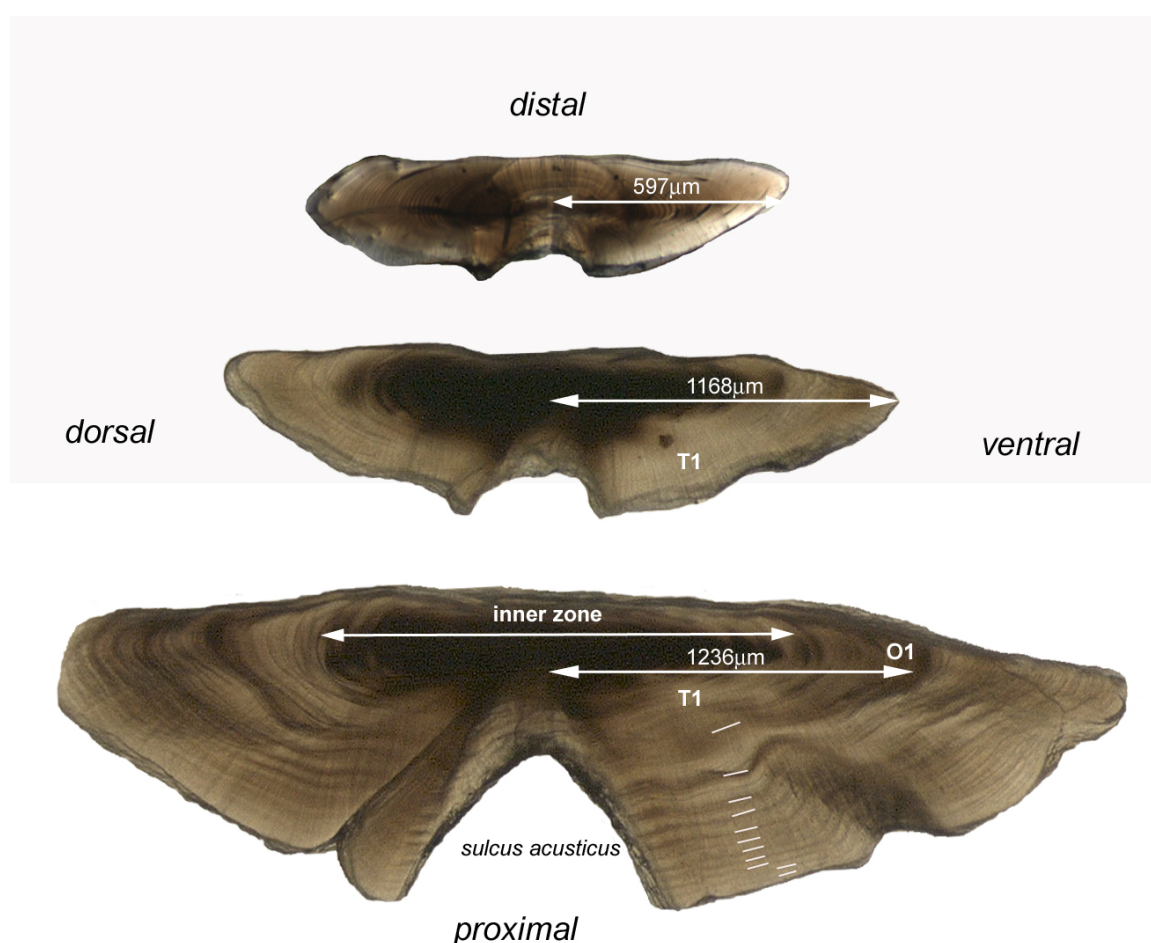 distal
597µm
1168µm
dorsal
ventral
T1
inner zone
O1
1236µm
T1
sulcus acusticus
proximal